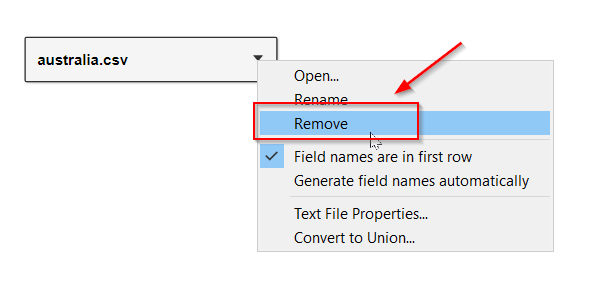 australia.csv
Open...
Rename
Remove
Field names are in first row
Generate field names automatically
Text File Properties...
Convert to Union...